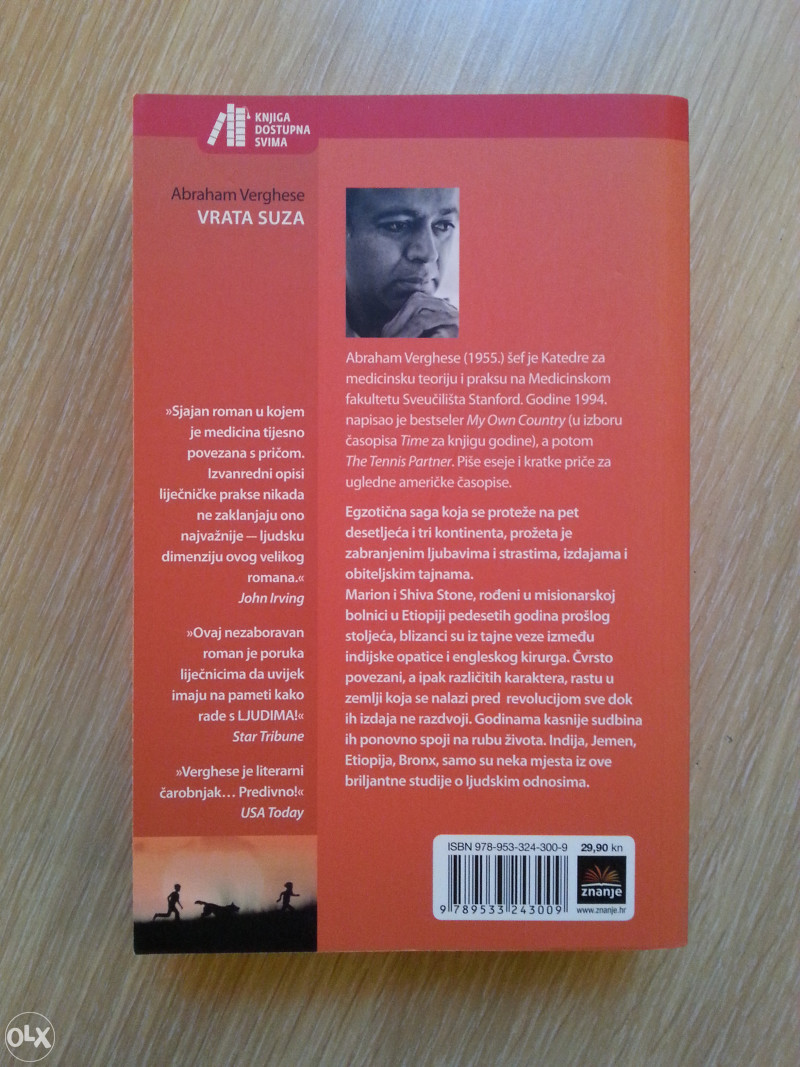 KNJIGA
DOSTUPNA
SVIMA
Abraham Verghese
VRATA SUZA
»Sjajan roman u kojem
je medicina tijesno
povezana s pričom.
Izvanredni opisi
liječničke prakse nikada
ne zaklanjaju ono
najvažnije — ljudsku
dimenziju ovog velikog
romana.«
John Irving
»Ovaj nezaboravan
roman je poruka
liječnicima da uvijek
imaju na pameti kako
rade s LJUDIMA!«
Star Tribune
»Verghese je literarni
čarobnjak... Predivno!«
USA Today
Abraham Verghese (1955.) šef je Katedre za
medicinsku teoriju i praksu na Medicinskom
fakultetu Sveučilišta Stanford. Godine 1994.
napisao je bestseler My Own Country (u izboru
časopisa Time za knjigu godine), a potom
The Tennis Partner. Piše eseje i kratke priče za
ugledne američke časopise.
Egzotična saga koja se proteže na pet
desetljeća i tri kontinenta, prožeta je
zabranjenim ljubavima i strastima, izdajama i
obiteljskim tajnama.
Marion i Shiva Stone, rođeni u misionarskoj
bolnici u Etiopiji pedesetih godina prošlog
stoljeća, blizanci su iz tajne veze između
indijske opatice i engleskog kirurga. Čvrsto
povezani, a ipak različitih karaktera, rastu u
zemlji koja se nalazi pred revolucijom sve dok
ih izdaja ne razdvoji. Godinama kasnije sudbina
ih ponovno spoji na rubu života. Indija, Jemen,
Etiopija, Bronx, samo su neka mjesta iz ove
briljantne studije o ljudskim odnosima.
ISBN 978-953-324-300-9 29,90 kn
9 789533 243009
znanje
www.znanje.hr
OLX